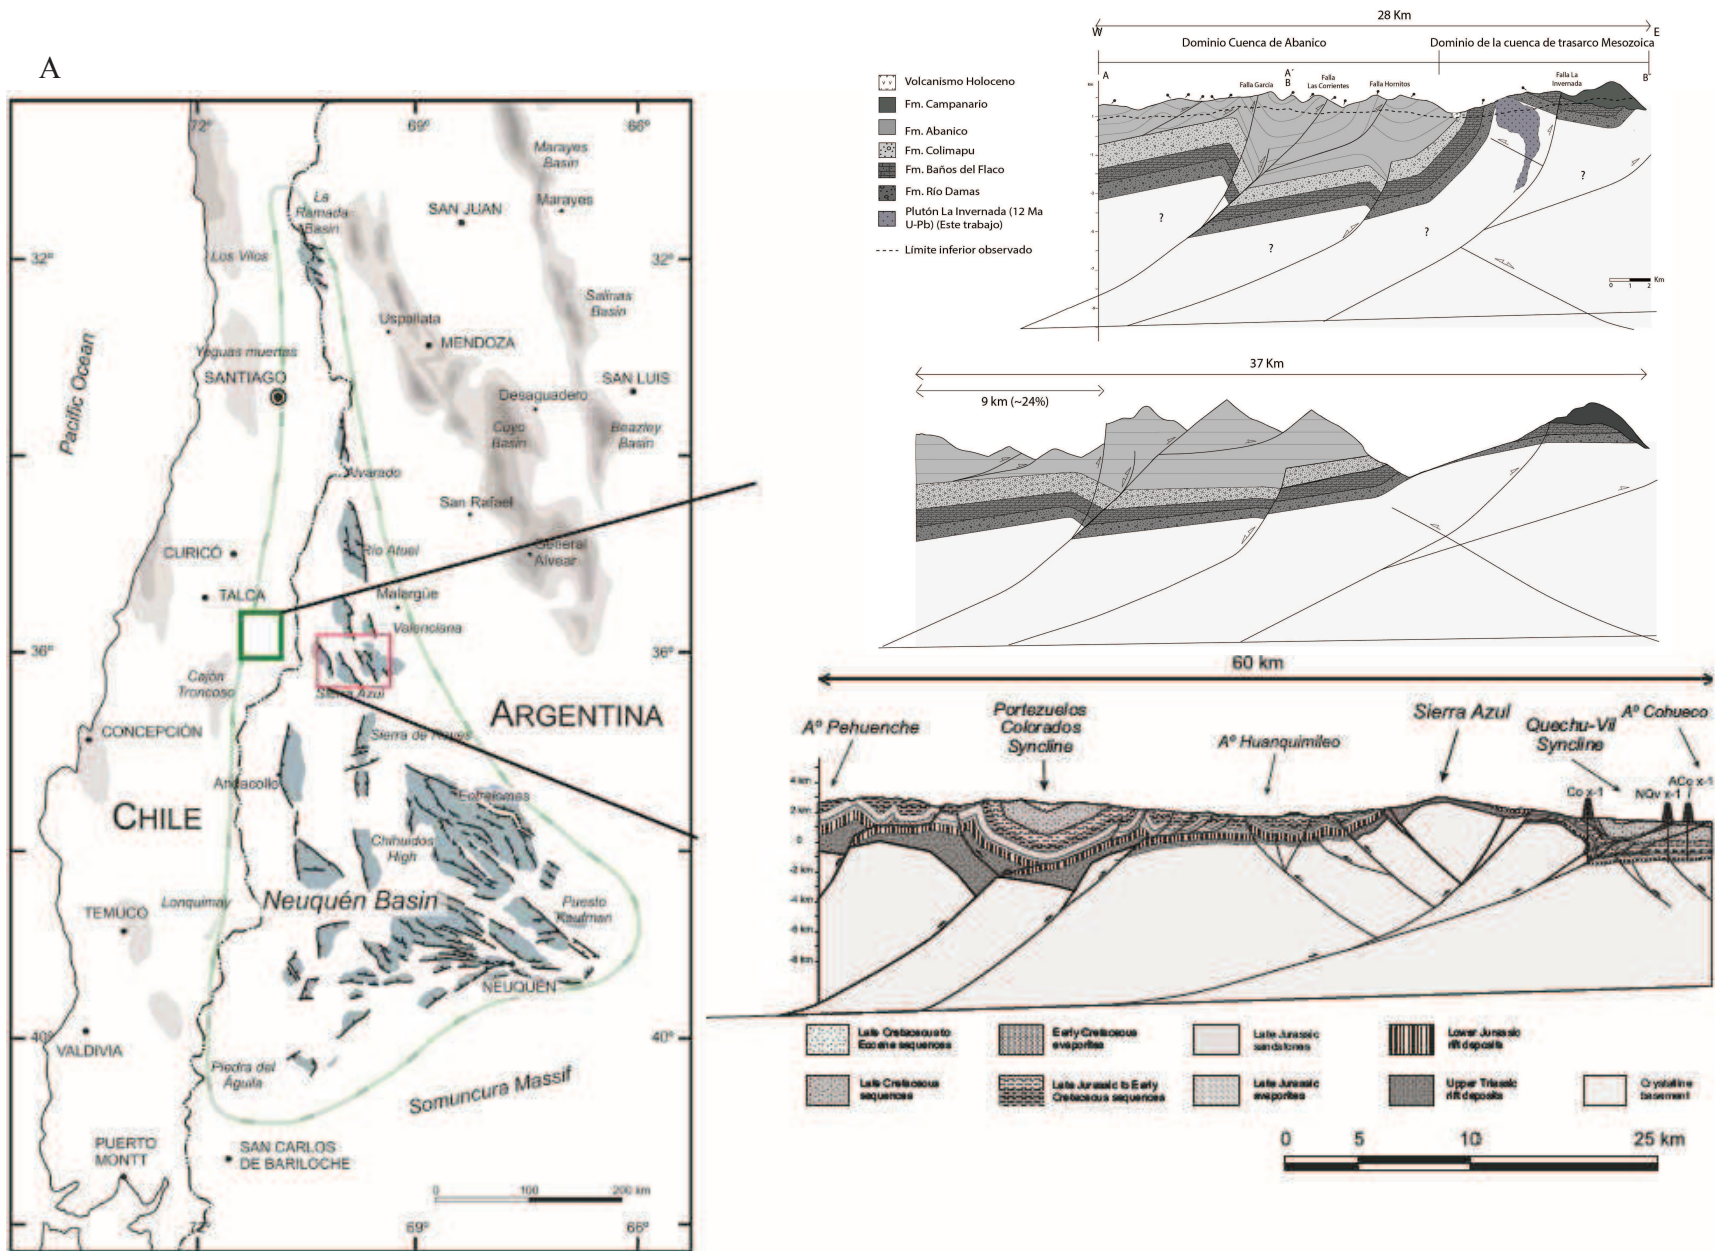 A
72°
69°
66°
Marayes
Basin
La
Ramada
Basin
SAN JUAN
Marayes
Los Vilos
32°
32°
Salinas
Basin
Uspallata
MENDOZA
Pacific Ocean
Yeguas muertas
SANTIAGO
SAN LUIS
Desaguadero
Cuyo
Basin
Beazley
Basin
Alvarado
San Rafael
CURICÓ
Río Atuel
General
Alvear
TALCA
Malargüe
Valenciana
36°
36°
Cajón
Troncoso
Sierra Azul
ARGENTINA
CONCEPCIÓN
Sierra de Reyes
Andacollo
Entrelomas
CHILE
Chihuidos
High
Lonquimay
Neuquén Basin
Puesto
Kaufman
TEMUCO
NEUQUÉN
40°
40°
VALDIVIA
Piedra del
Águila
Somuncura Massif
PUERTO
MONTT
SAN CARLOS
DE BARILOCHE
0 100 200 km
72°
69°
66°
28 Km
W
E
Dominio Cuenca de Abanico
Dominio de la cuenca de trasarco Mesozoica
A
A´
B
B´
Falla García
Falla
Las Corrientes
Falla Hornitos
Falla La
Invernada
Volcanismo Holoceno
Fm. Campanario
Fm. Abanico
Fm. Colimapu
Fm. Baños del Flaco
Fm. Río Damas
Plutón La Invernada (12 Ma
U-Pb) (Este trabajo)
Límite inferior observado
?
?
?
?
Km
0 1 2
37 Km
9 km (~24%)
60 km
Aº Pehuenche
Portezuelos
Colorados
Syncline
Aº Huanquimileo
Sierra Azul
Quechu-Vil
Syncline
Aº Cohueco
Co x-1
NQv x-1
ACo x-1
4 km
2 km
0
-2 km
-4 km
-6 km
-8 km
Late Cretaceous to
Eocene sequences
Early Cretaceous
evaporites
Late Jurassic
sandstones
Lower Jurassic
rift deposits
Late Cretaceous
sequences
Late Jurassic to Early
Cretaceous sequences
Late Jurassic
evaporites
Upper Triassic
rift deposits
Crystalline
basement
0 5 10 25 km